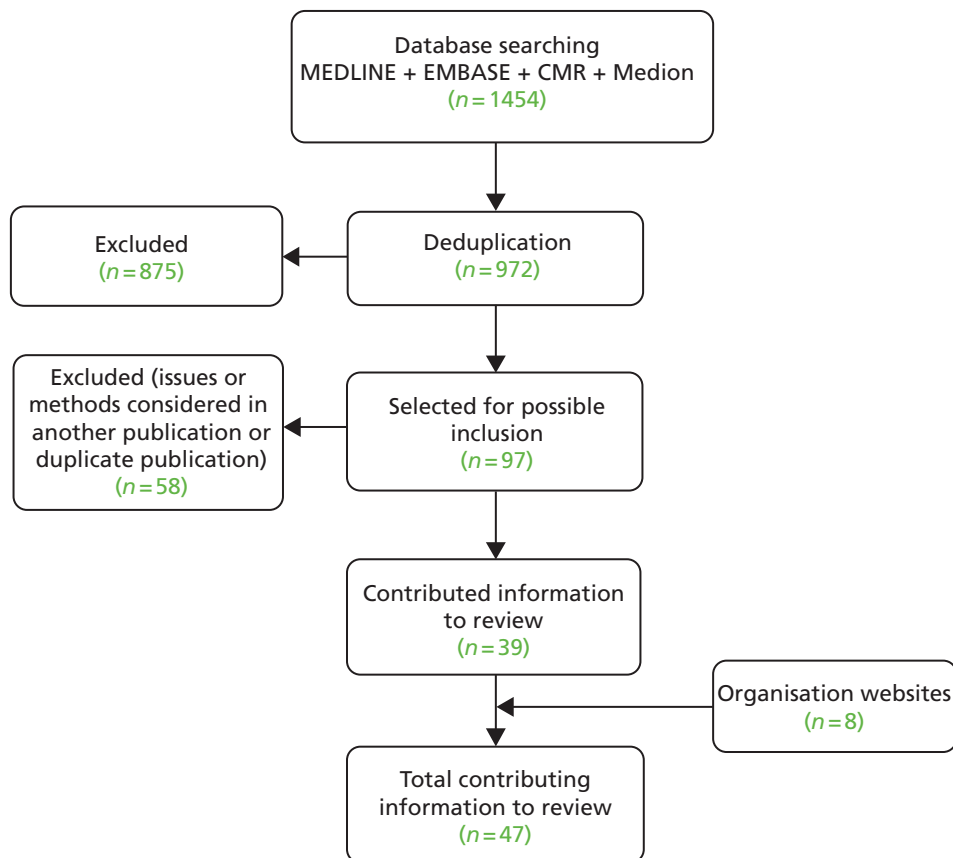 Database searching
MEDLINE + EMBASE + CMR + Medion
(n=1454)
Deduplication
(n=972)
Excluded
(n=875)
Selected for possible
inclusion
(n=97)
Excluded (issues or
methods considered in
another publication or
duplicate publication)
(n=58)
Contributed information
to review
(n=39)
Organisation websites
(n=8)
Total contributing
information to review
(n=47)